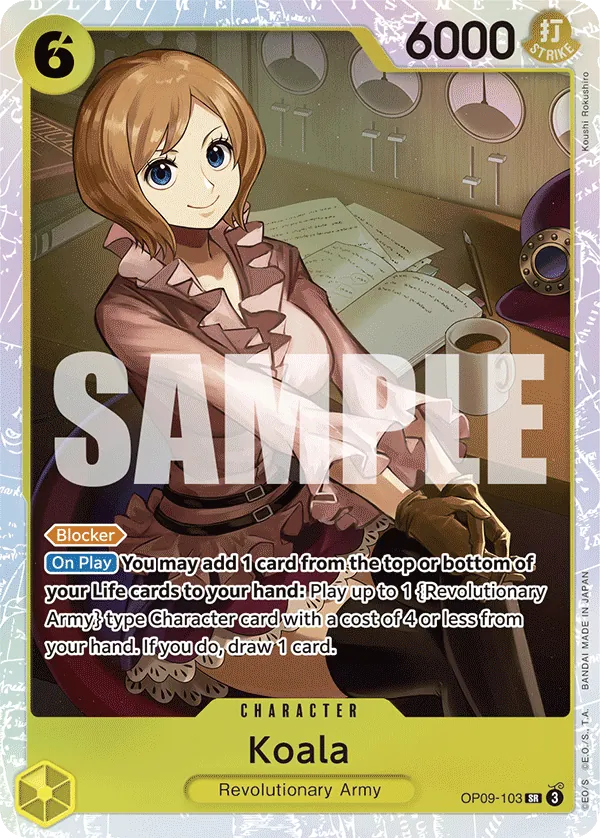 6
6000
打
STRIKE
Koushi Rokushiro
SAMPLE
Blocker
On Play You may add 1 card from the top or bottom of
your Life cards to your hand: Play up to 1 {Revolutionary
Army} type Character card with a cost of 4 or less from
your hand. If you do, draw 1 card.
CHARACTER
Koala
Revolutionary Army
OP09-103 SR 3
©E.O./S ©E.O./S., T.A. BANDAI MADE IN JAPAN